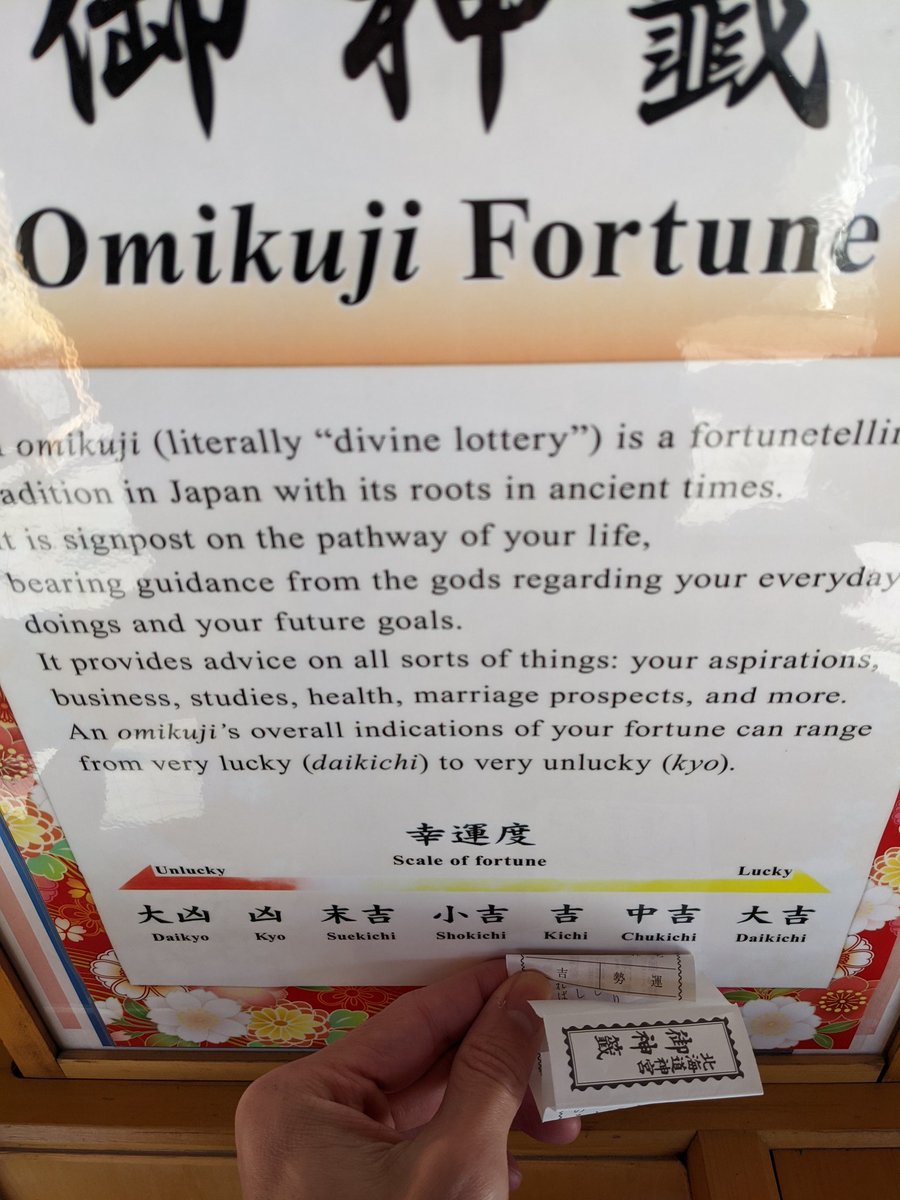 御神籤
Omikuji Fortune
omikuji (literally “divine lottery”) is a fortunetellin
adition in Japan with its roots in ancient times.
t is signpost on the pathway of your life,
bearing guidance from the gods regarding your everyday
doings and your future goals.
It provides advice on all sorts of things: your aspirations,
business, studies, health, marriage prospects, and more.
An omikuji’s overall indications of your fortune can range
from very lucky (daikichi) to very unlucky (kyo).
幸運度
Scale of fortune
Unlucky Lucky
大凶 凶 末吉 小吉 吉 中吉 大吉
Daikyo Kyo Suekichi Shokichi Kichi Chukichi Daikichi
運勢
吉
北海道神宮
御神籤